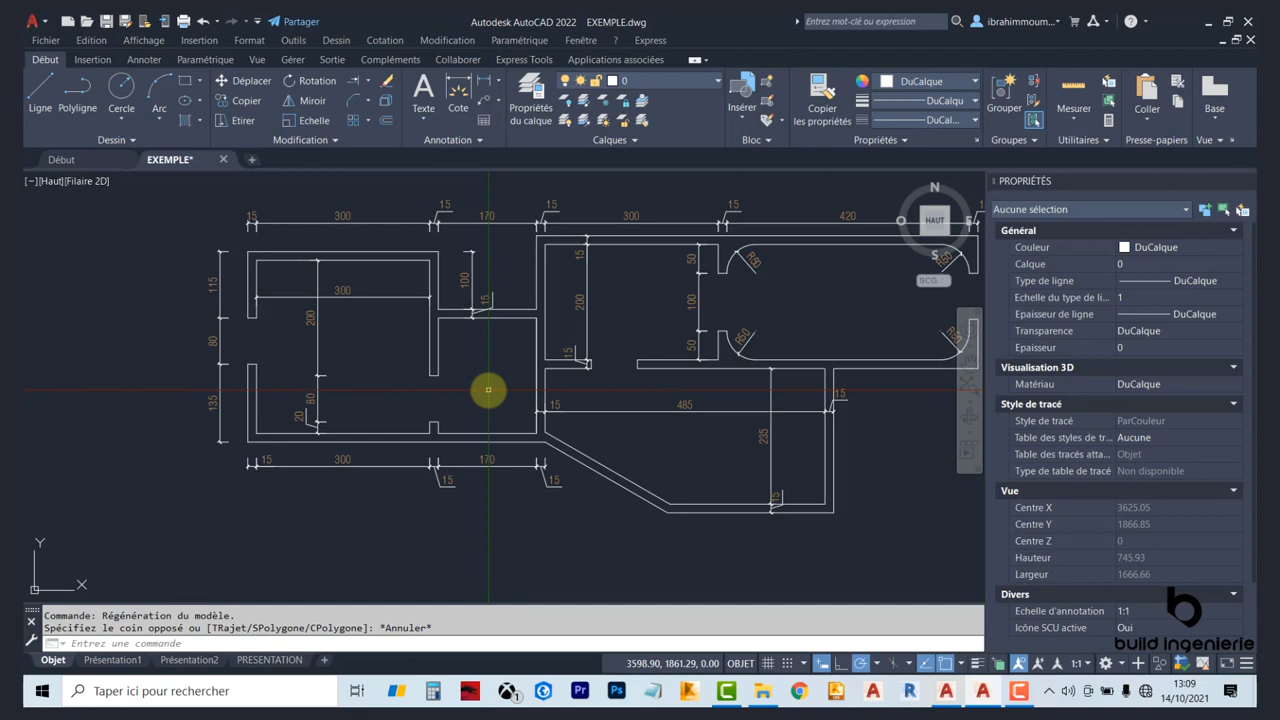 Partager
Autodesk AutoCAD 2022 EXEMPLE.dwg
Entrez mot-clé ou expression
ibrahimmoum...
Fichier Edition Affichage Insertion Format Outils Dessin Cotation Modification Paramétrique Fenêtre ? Express
Début Insertion Annoter Paramétrique Vue Gérer Sortie Compléments Collaborer Express Tools Applications associées
Ligne Polyligne Cercle Arc
Déplacer Rotation
Copier Miroir
Etirer Echelle
Texte Cote
Propriétés du calque
0
Insérer
Copier les propriétés
DuCalque
DuCalqu
DuCal...
Grouper
Mesurer
Coller
Base
Dessin Modification Annotation Calques Bloc Propriétés Groupes Utilitaires Presse-papiers Vue
Début EXEMPLE*
[−][Haut][Filaire 2D]
15 300 15 170 15 300 15 420 15
N
O HAUT E
S
SCG
115 300 200 100 15 15 200 50 R50 R50
80 100
135 20 80 15 50 R50 R50
15 485 15
235
15 300 170
15 15 15
Y
X
PROPRIÉTÉS
Aucune sélection
Général
Couleur DuCalque
Calque 0
Type de ligne DuCalque
Echelle du type de li... 1
Epaisseur de ligne DuCalque
Transparence DuCalque
Epaisseur 0
Visualisation 3D
Matériau DuCalque
Style de tracé
Style de tracé ParCouleur
Table des styles de tr... Aucune
Table des tracés atta... Objet
Type de table de tracé Non disponible
Vue
Centre X 3625.05
Centre Y 1866.85
Centre Z 0
Hauteur 745.93
Largeur 1666.66
Divers
Echelle d'annotation 1:1
Icône SCU active Oui
build ingenierie
Commande: Régénération du modèle.
Spécifiez le coin opposé ou [TRajet/SPolygone/CPolygone]: *Annuler*
Entrez une commande
Objet Présentation1 Présentation2 PRESENTATION
3598.90, 1861.29, 0.00 OBJET
1:1
Taper ici pour rechercher
13:09
14/10/2021